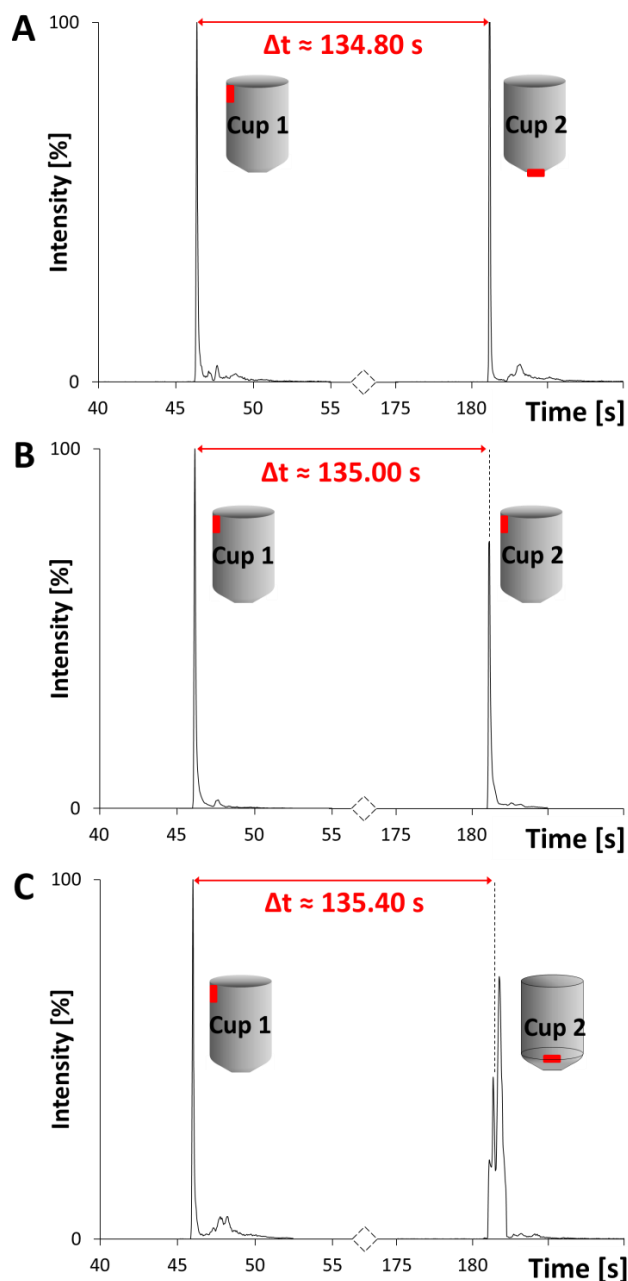 A
100
Δt ≈ 134.80 s
Cup 1
Cup 2
Intensity [%]
0
40
45
50
55
175
180
Time [s]
B
100
Δt ≈ 135.00 s
Cup 1
Cup 2
Intensity [%]
0
40
45
50
55
175
180
Time [s]
C
100
Δt ≈ 135.40 s
Cup 1
Cup 2
Intensity [%]
0
40
45
50
55
175
180
Time [s]